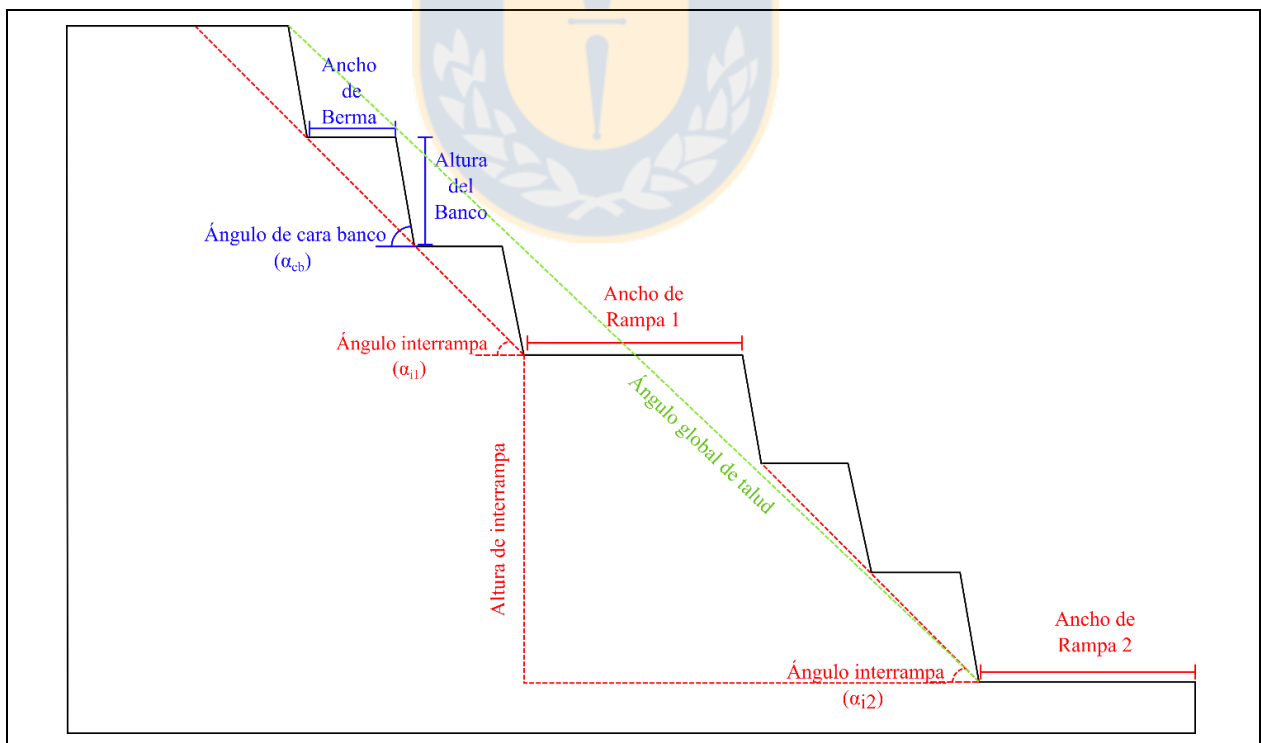 Ancho
de
Berma
Altura
del
Banco
Ángulo de cara banco
(αcb)
Ancho de
Rampa 1
Ángulo interrampa
(αi1)
Ángulo global de talud
Altura de interrampa
Ancho de
Rampa 2
Ángulo interrampa
(αi2)